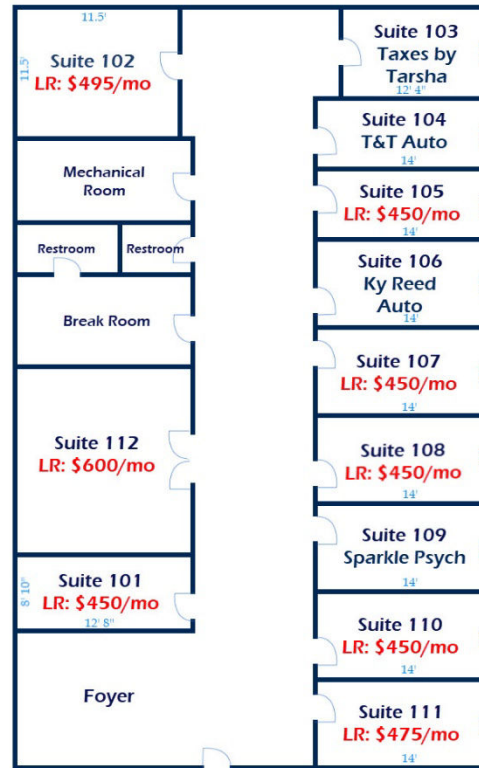 11.5'
11.5'
Suite 102
LR: $495/mo
Mechanical
Room
Restroom
Restroom
Break Room
Suite 112
LR: $600/mo
8' 10"
Suite 101
LR: $450/mo
12' 8"
Foyer
Suite 103
Taxes by
Tarsha
12' 4"
Suite 104
T&T Auto
14'
Suite 105
LR: $450/mo
14'
Suite 106
Ky Reed
Auto
14'
Suite 107
LR: $450/mo
14'
Suite 108
LR: $450/mo
14'
Suite 109
Sparkle Psych
14'
Suite 110
LR: $450/mo
14'
Suite 111
LR: $475/mo
14'